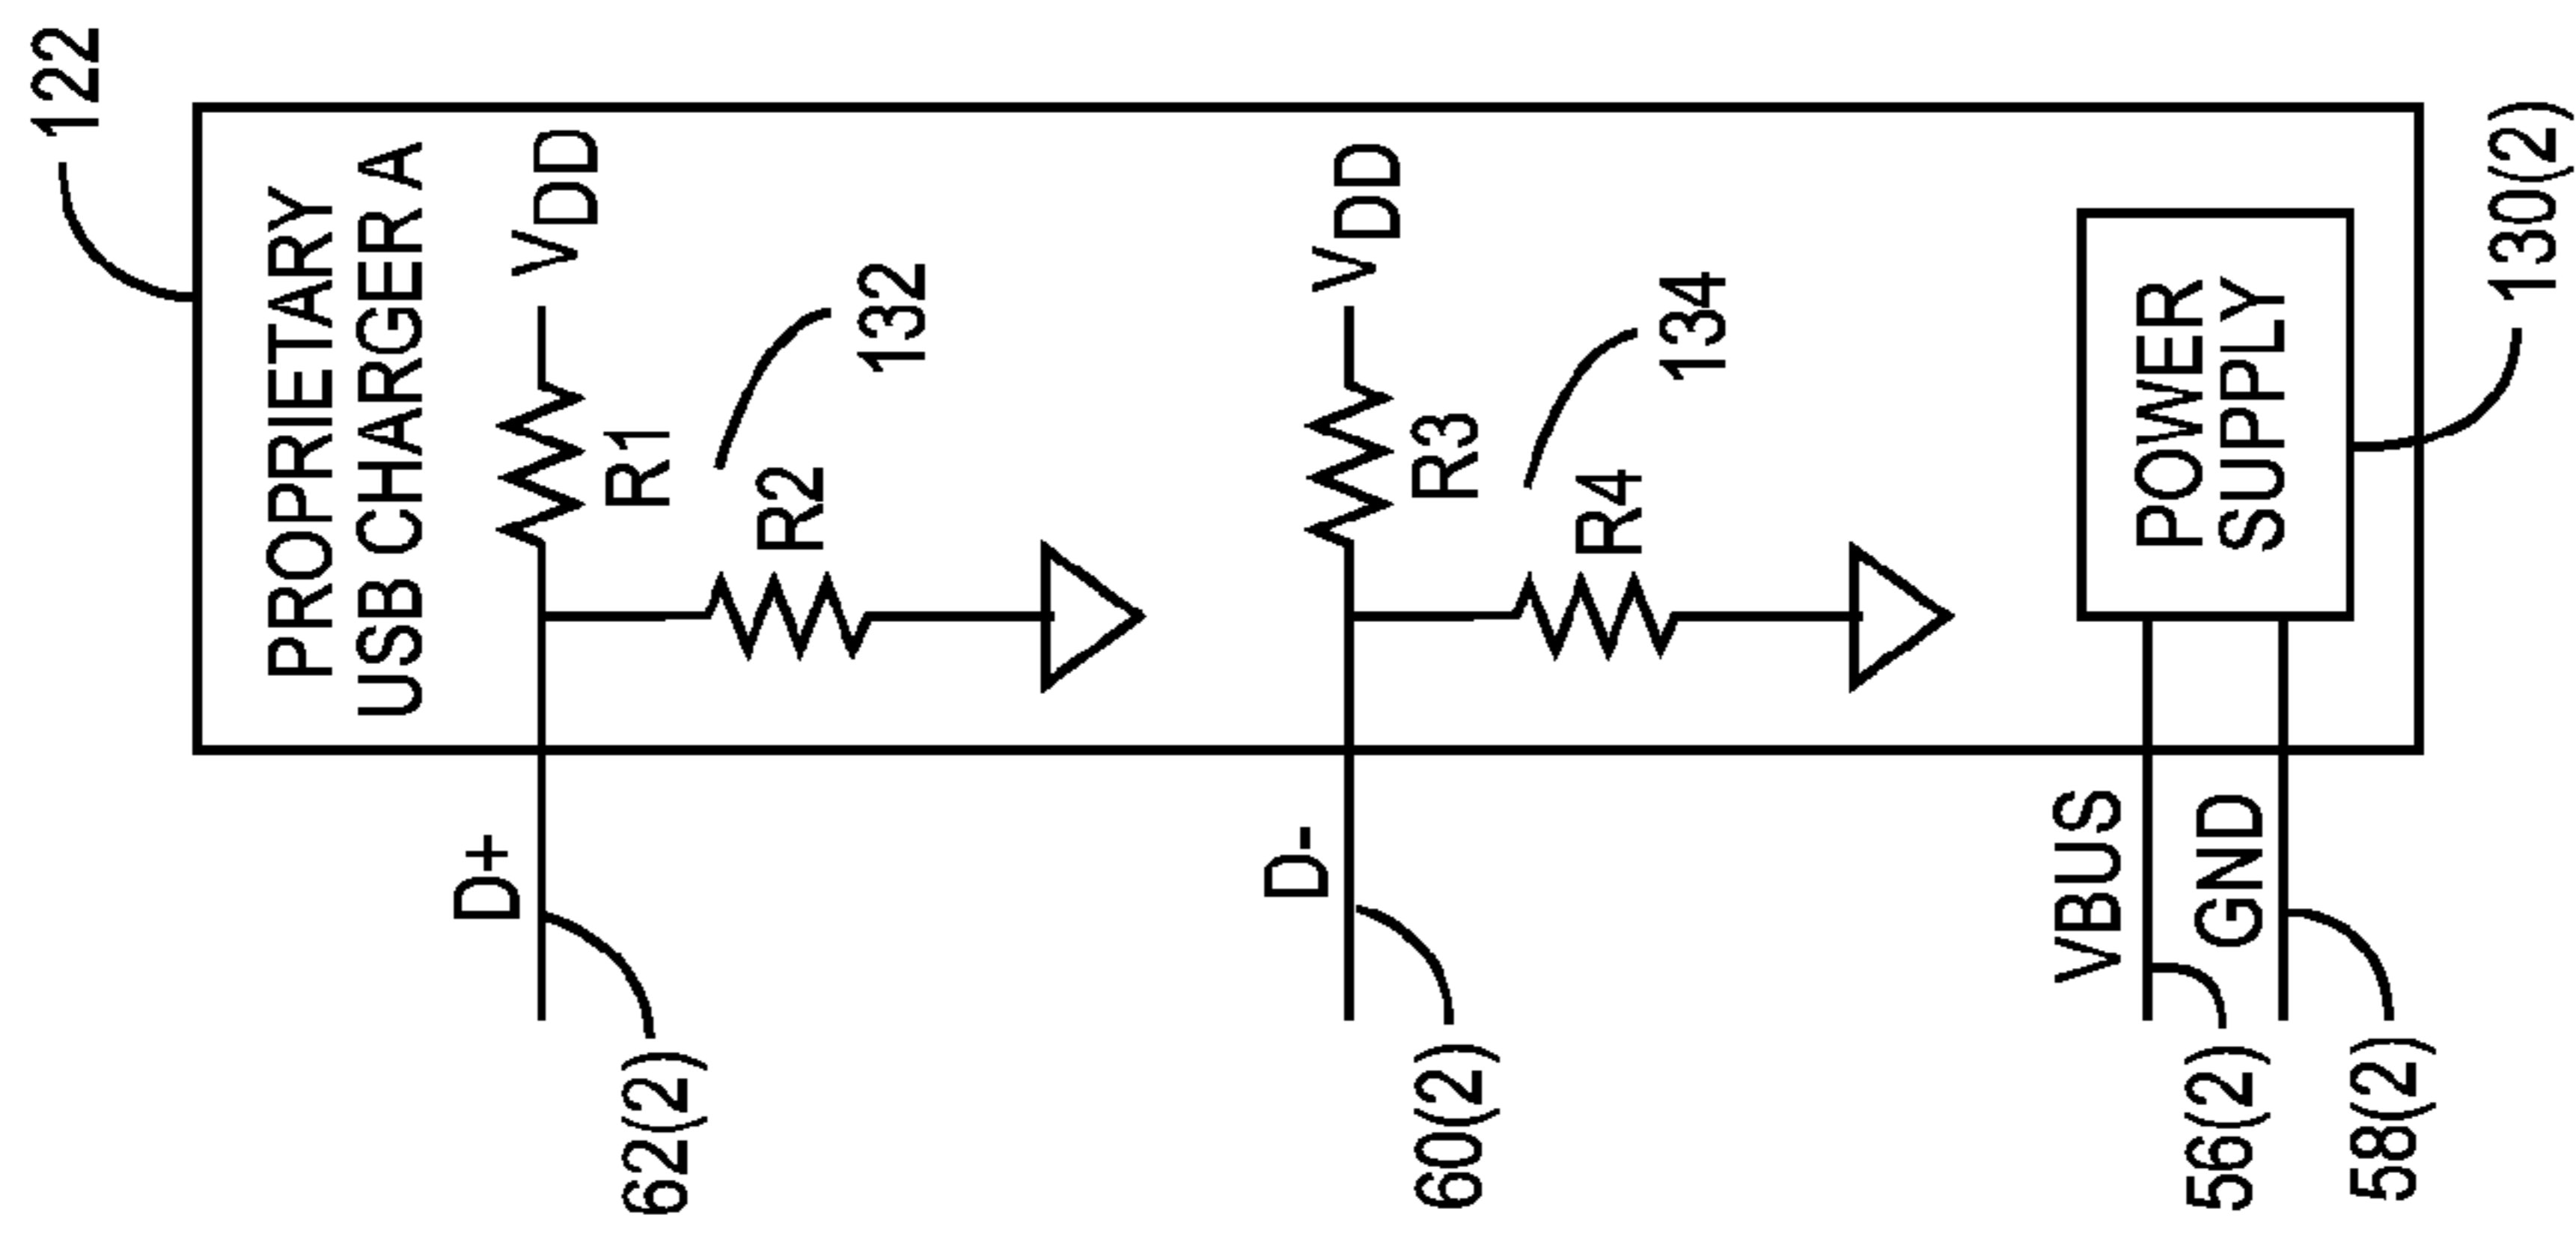 122
PROPRIETARY
USB CHARGER A
D+
VDD
R1
132
R2
62(2)
D-
VDD
R3
134
R4
60(2)
POWER
SUPPLY
VBUS
GND
56(2)
58(2)
130(2)